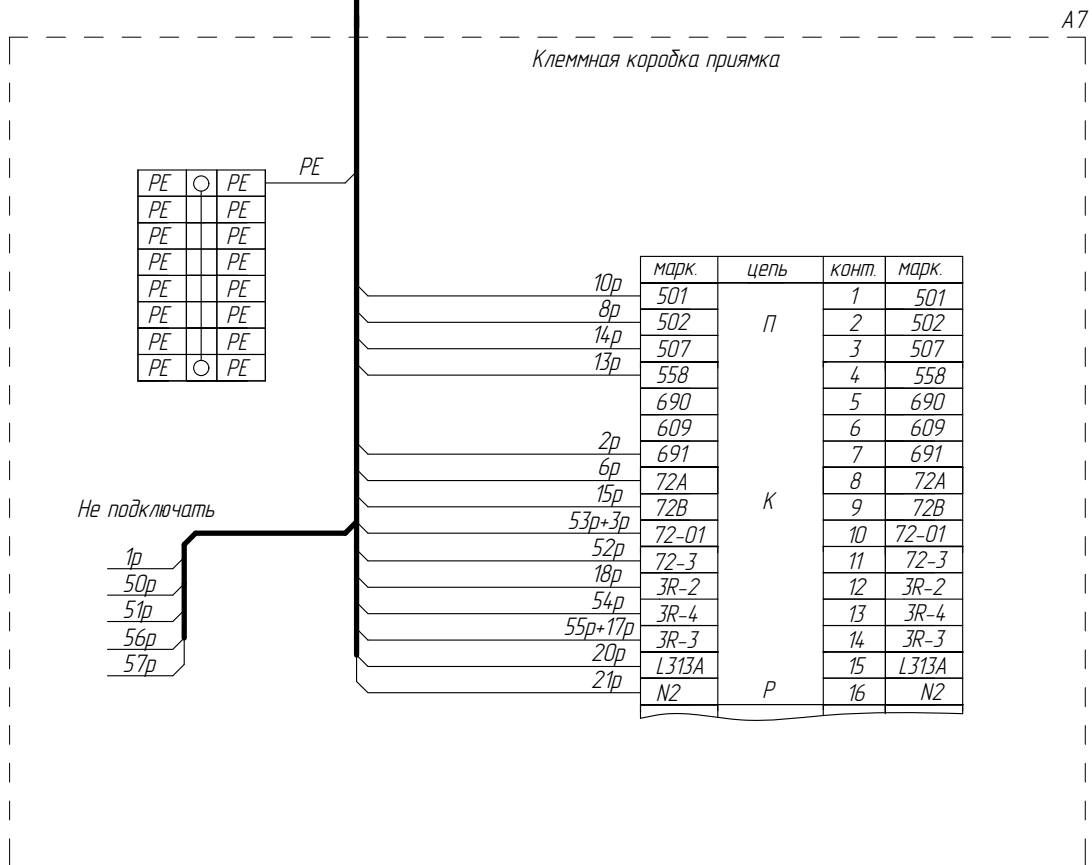 А7
Клеммная коробка приямка
PE
PE PE
PE PE
PE PE
PE PE
PE PE
PE PE
PE PE
PE PE
марк. цепь конт. марк.
10р 501 1 501
8р 502 П 2 502
14р 507 3 507
13р 558 4 558
690 5 690
609 6 609
2р 691 7 691
6р 72А 8 72А
15р 72В К 9 72В
53р+3р 72-01 10 72-01
52р 72-3 11 72-3
18р 3R-2 12 3R-2
54р 3R-4 13 3R-4
55р+17р 3R-3 14 3R-3
20р L313A 15 L313A
21р N2 Р 16 N2
Не подключать
1р
50р
51р
56р
57р